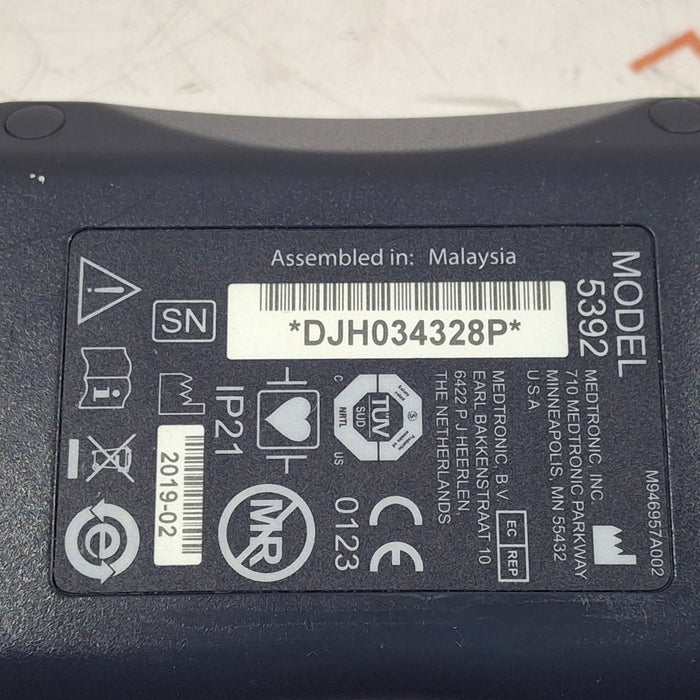 Assembled in: Malaysia
SN
*DJH034328P*
MODEL
5392
MEDTRONIC, INC.
710 MEDTRONIC PARKWAY
MINNEAPOLIS, MN 55432
U.S.A
M946957A002
EC REP
MEDTRONIC, B.V.
EARL BAKKENSTRAAT 10
6422 PJ HEERLEN
THE NETHERLANDS
TÜV
SÜD
NRTL
C US
CE
0123
IP21
MR
2019-02
i
e